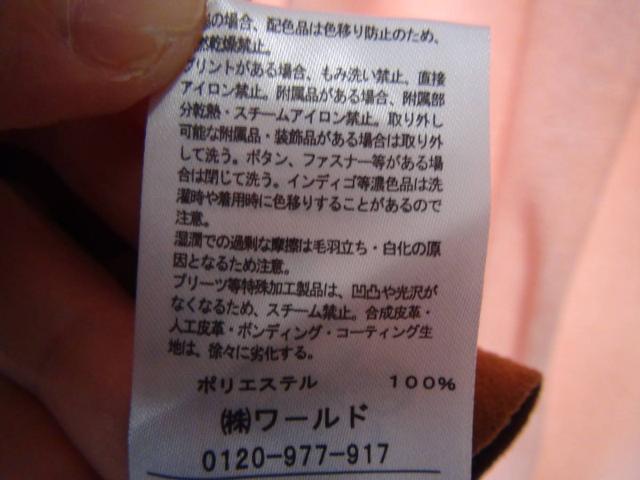 の場合、配色品は色移り防止のため、
然乾燥禁止。
プリントがある場合、もみ洗い禁止。直接
アイロン禁止。附属品がある場合、附属部
分乾熱・スチームアイロン禁止。取り外し
可能な附属品・装飾品がある場合は取り外
して洗う。ボタン、ファスナー等がある場
合は閉じて洗う。インディゴ等濃色品は洗
濯時や着用時に色移りすることがあるので
注意。
湿潤での過剰な摩擦は毛羽立ち・白化の原
因となるため注意。
プリーツ等特殊加工製品は、凹凸や光沢が
なくなるため、スチーム禁止。合成皮革・
人工皮革・ボンディング・コーティング生
地は、徐々に劣化する。
ポリエステル 100%
㈱ワールド
0120-977-917